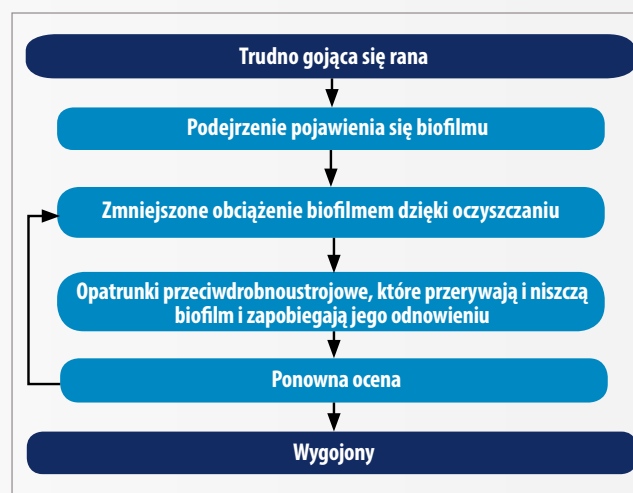 Trudno gojąca się rana
Podejrzenie pojawienia się biofilmu
Zmniejszone obciążenie biofilmem dzięki oczyszczaniu
Opatrunki przeciwdrobnoustrojowe, które przerywają i niszczą
biofilm i zapobiegają jego odnowieniu
Ponowna ocena
Wygojony